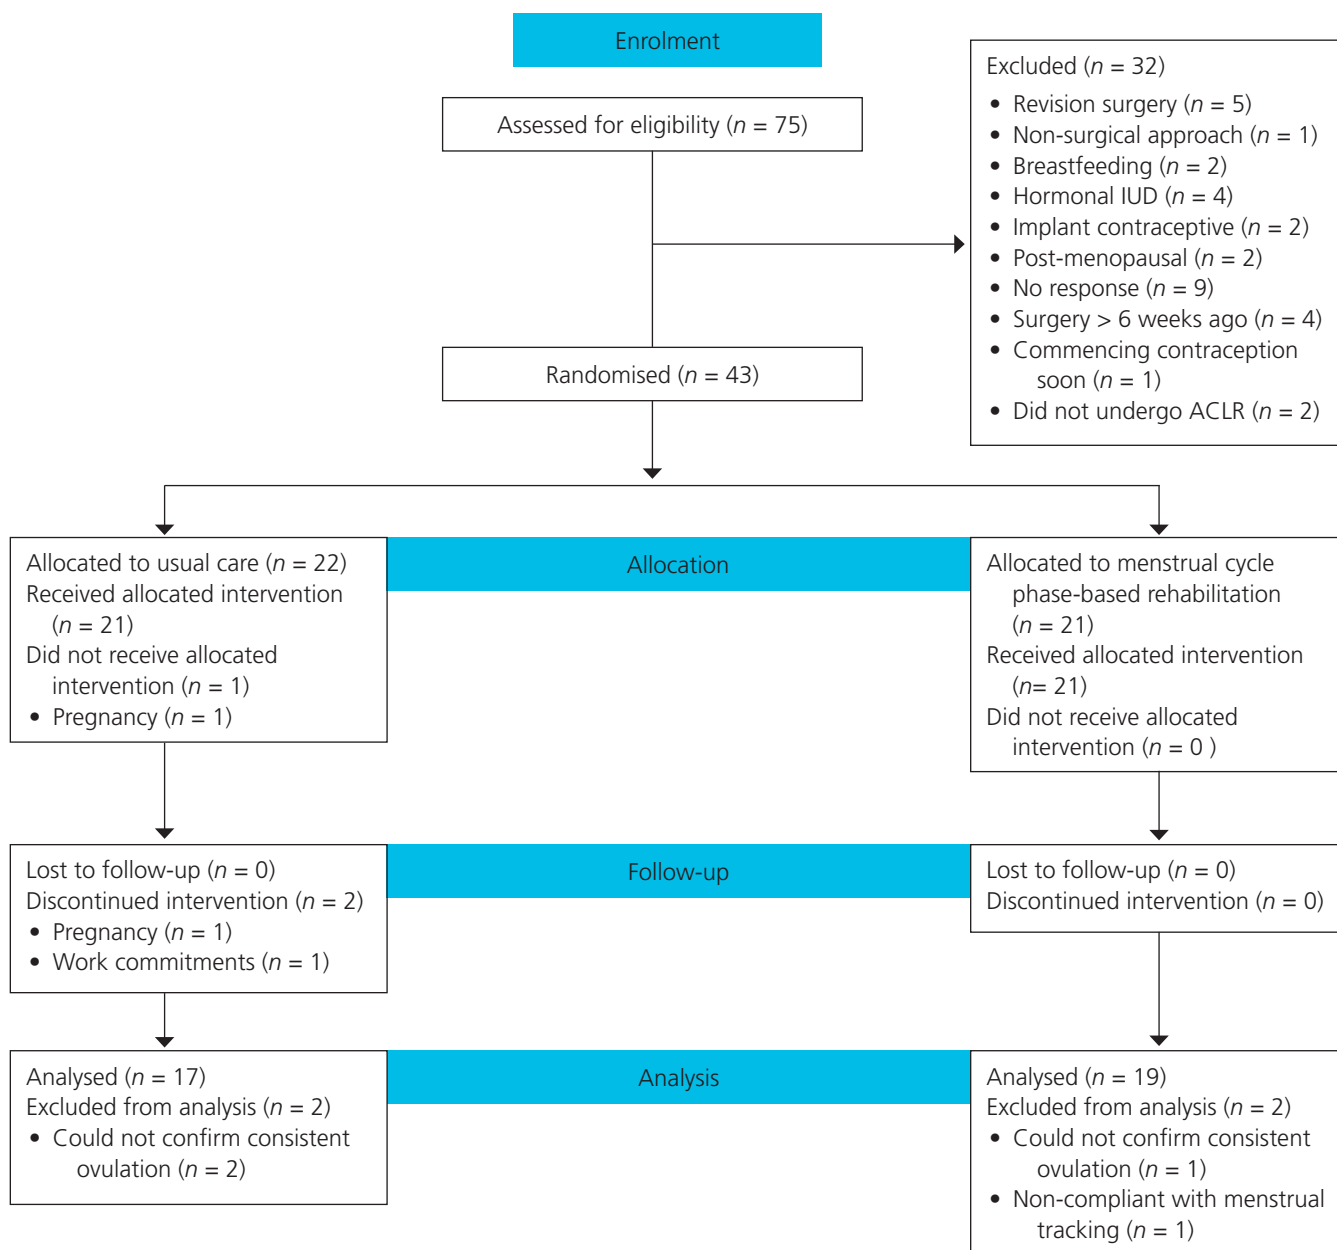 Enrolment
Assessed for eligibility (n = 75)
Excluded (n = 32)
• Revision surgery (n = 5)
• Non-surgical approach (n = 1)
• Breastfeeding (n = 2)
• Hormonal IUD (n = 4)
• Implant contraceptive (n = 2)
• Post-menopausal (n = 2)
• No response (n = 9)
• Surgery > 6 weeks ago (n = 4)
• Commencing contraception
soon (n = 1)
• Did not undergo ACLR (n = 2)
Randomised (n = 43)
Allocation
Allocated to usual care (n = 22)
Received allocated intervention
(n = 21)
Did not receive allocated
intervention (n = 1)
• Pregnancy (n = 1)
Allocated to menstrual cycle
phase-based rehabilitation
(n = 21)
Received allocated intervention
(n= 21)
Did not receive allocated
intervention (n = 0 )
Follow-up
Lost to follow-up (n = 0)
Discontinued intervention (n = 2)
• Pregnancy (n = 1)
• Work commitments (n = 1)
Lost to follow-up (n = 0)
Discontinued intervention (n = 0)
Analysis
Analysed (n = 17)
Excluded from analysis (n = 2)
• Could not confirm consistent
ovulation (n = 2)
Analysed (n = 19)
Excluded from analysis (n = 2)
• Could not confirm consistent
ovulation (n = 1)
• Non-compliant with menstrual
tracking (n = 1)